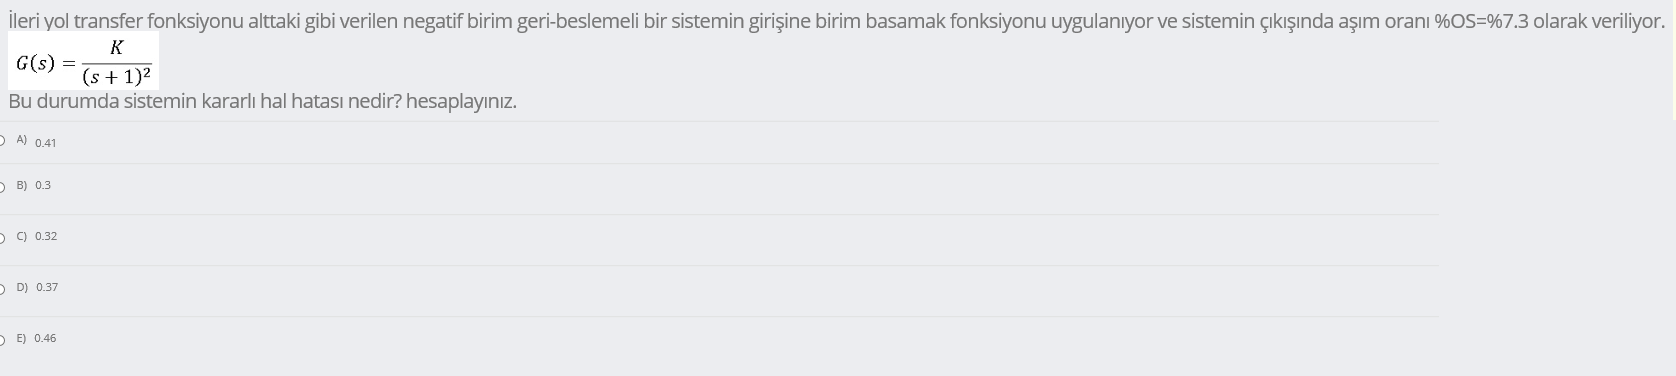 İleri yol transfer fonksiyonu alttaki gibi verilen negatif birim geri-beslemeli bir sistemin girişine birim basamak fonksiyonu uygulanıyor ve sistemin çıkışında aşım oranı %OS=%7.3 olarak veriliyor.
G(s) = K / (s + 1)²
Bu durumda sistemin kararlı hal hatası nedir? hesaplayınız.
A) 0.41
B) 0.3
C) 0.32
D) 0.37
E) 0.46